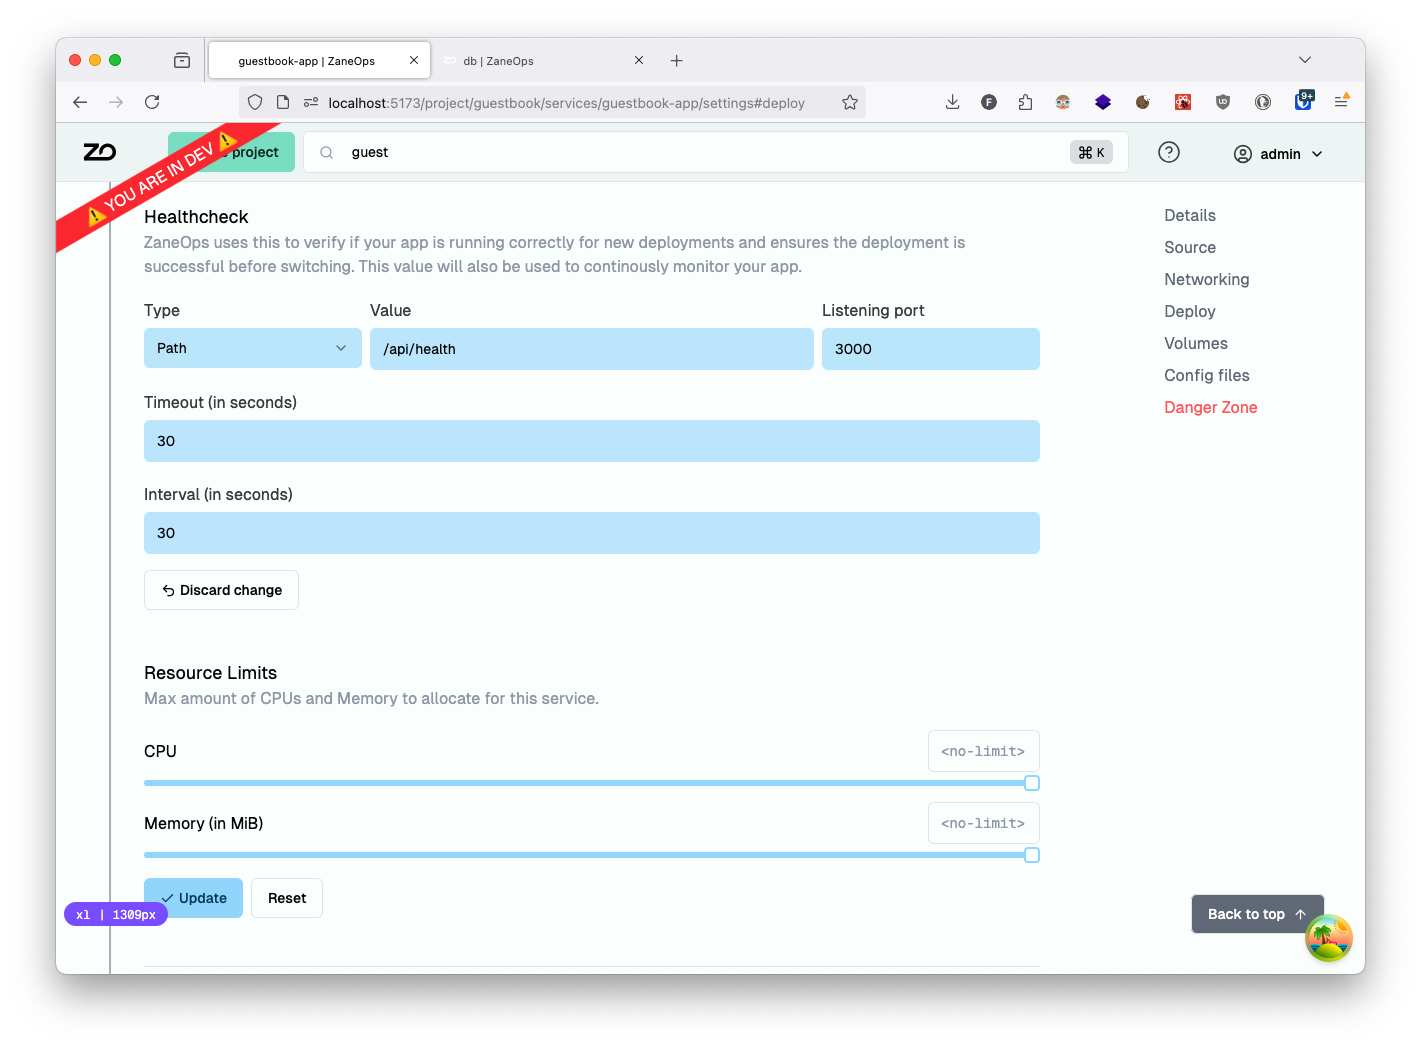 guestbook-app | ZaneOps
db | ZaneOps
localhost:5173/project/guestbook/services/guestbook-app/settings#deploy
F
UD
9+
ZO
project
guest
⌘ K
admin
⚠️ YOU ARE IN DEV ⚠️
Healthcheck
ZaneOps uses this to verify if your app is running correctly for new deployments and ensures the deployment is
successful before switching. This value will also be used to continously monitor your app.
Type
Value
Listening port
Path
/api/health
3000
Timeout (in seconds)
30
Interval (in seconds)
30
Discard change
Resource Limits
Max amount of CPUs and Memory to allocate for this service.
CPU
<no-limit>
Memory (in MiB)
<no-limit>
Update
Reset
xl | 1309px
Details
Source
Networking
Deploy
Volumes
Config files
Danger Zone
Back to top